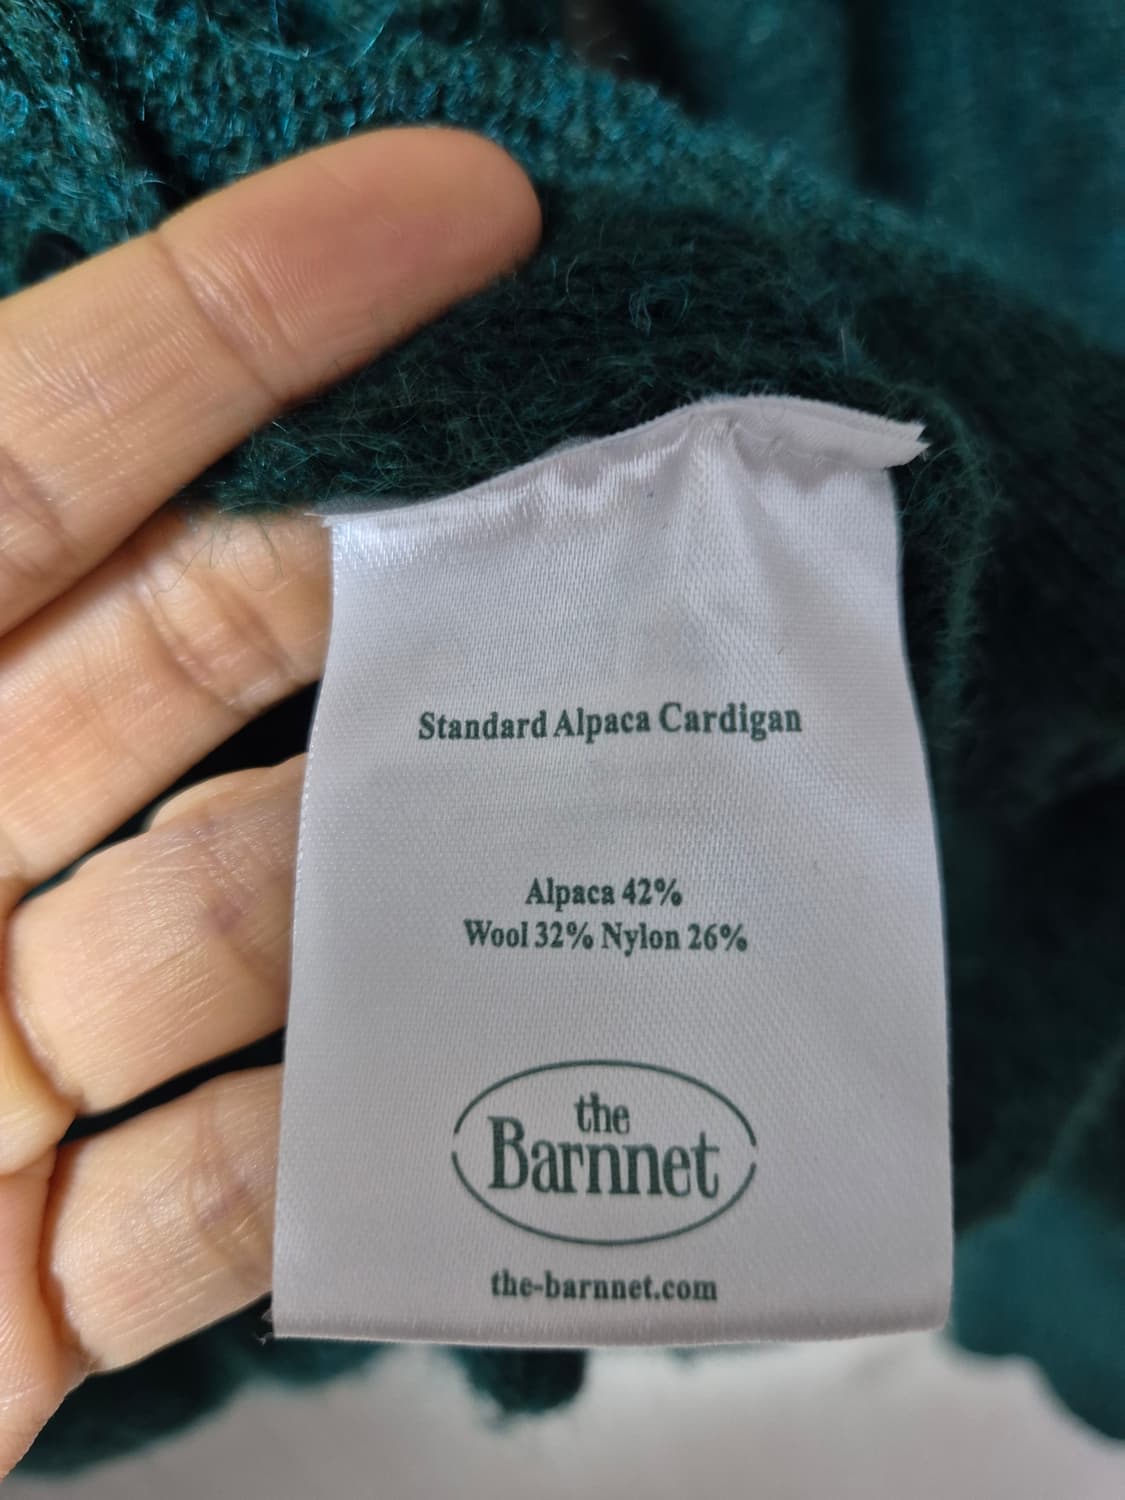 Standard Alpaca Cardigan
Alpaca 42%
Wool 32% Nylon 26%
the
Barnnet
the-barnnet.com